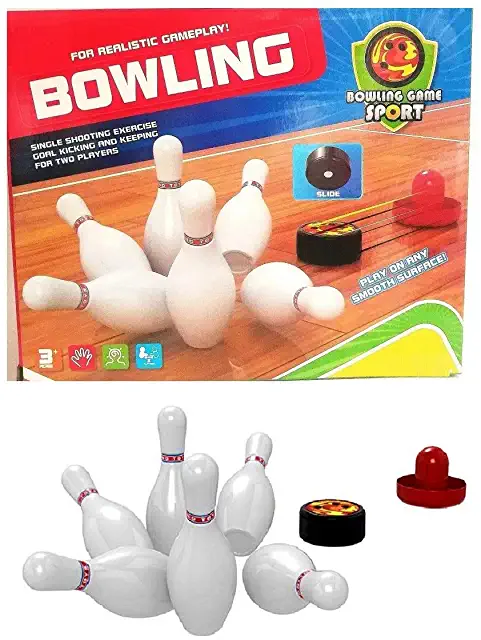 FOR REALISTIC GAMEPLAY!
BOWLING
SINGLE SHOOTING EXERCISE
GOAL KICKING AND KEEPING
FOR TWO PLAYERS
BOWLING GAME
SPORT
SLIDE
PLAY ON ANY
SMOOTH SURFACE!
3+